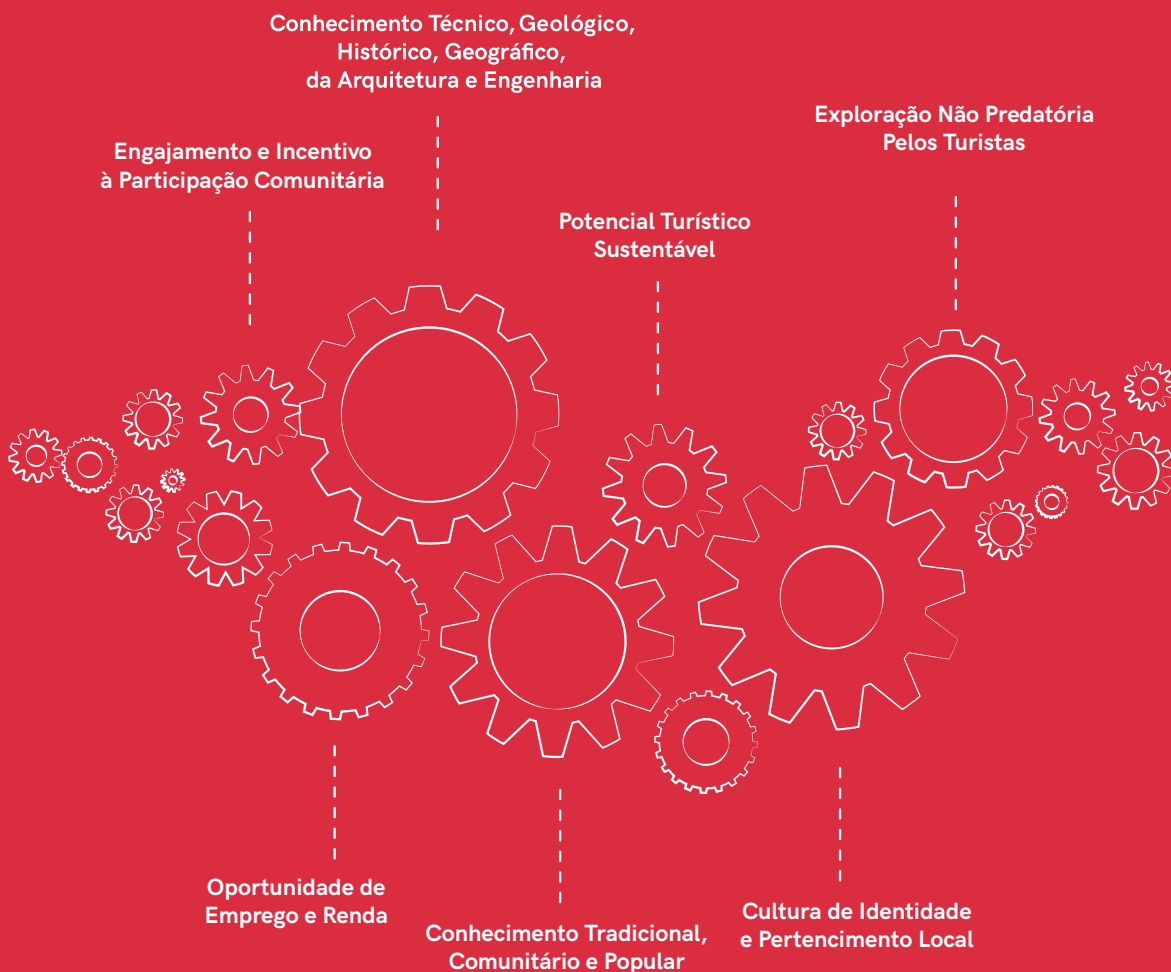 Conhecimento Técnico, Geológico,
Histórico, Geográfico,
da Arquitetura e Engenharia
Exploração Não Predatória
Pelos Turistas
Engajamento e Incentivo
à Participação Comunitária
Potencial Turístico
Sustentável
Oportunidade de
Emprego e Renda
Conhecimento Tradicional,
Comunitário e Popular
Cultura de Identidade
e Pertencimento Local